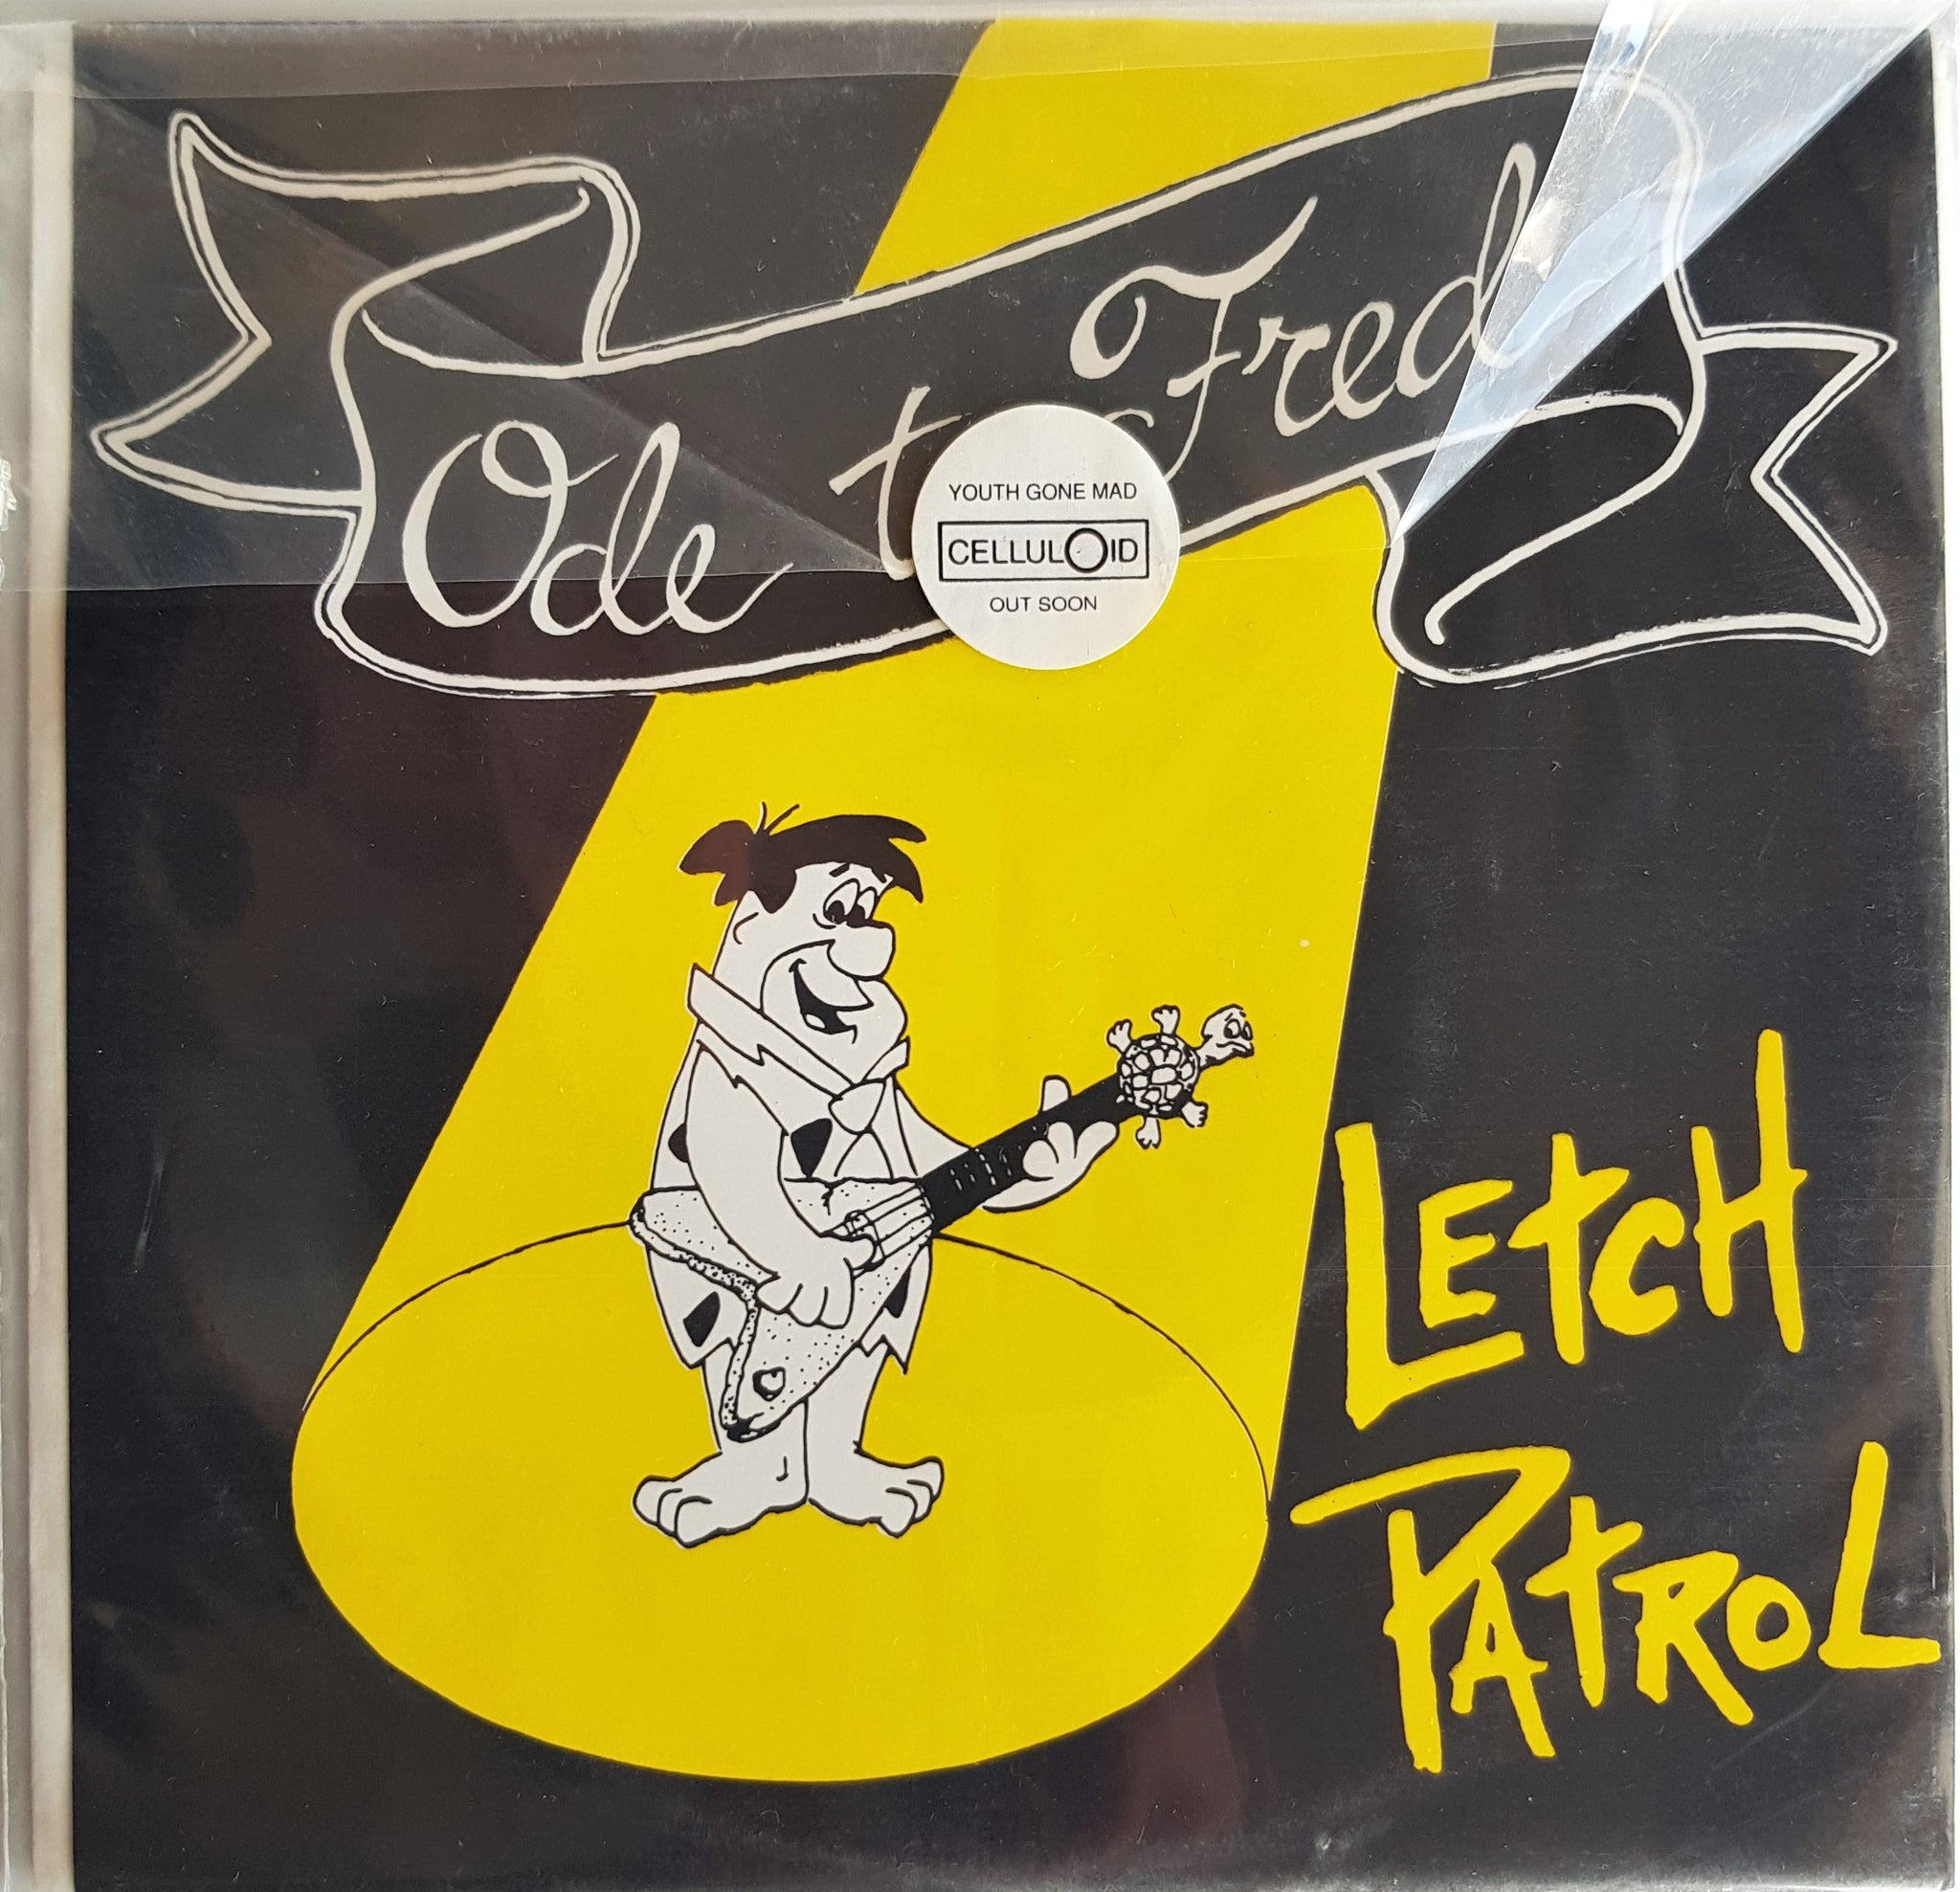 Ode to Fred
YOUTH GONE MAD
CELLULOID
OUT SOON
LETCH
PATROL